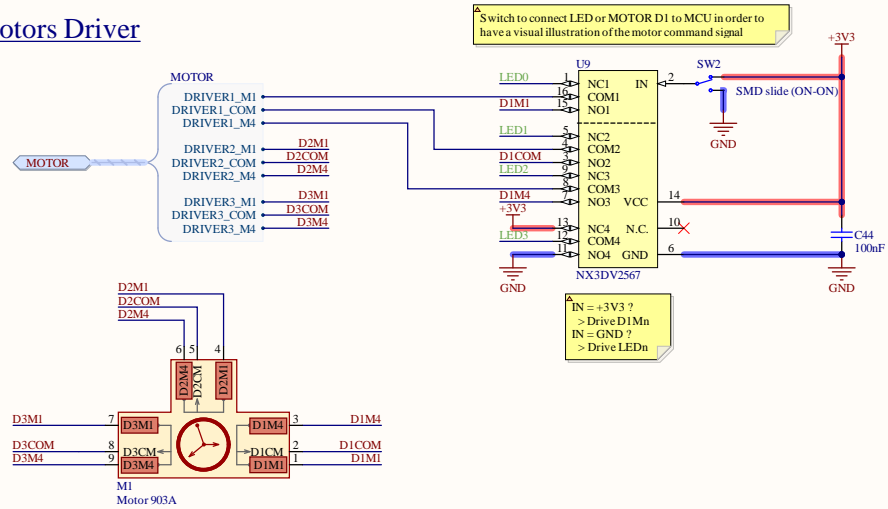 otors Driver
Switch to connect LED or MOTOR D1 to MCU in order to
have a visual illustration of the motor command signal
+3V3
MOTOR
DRIVER1_M1
DRIVER1_COM
DRIVER1_M4
DRIVER2_M1
DRIVER2_COM
DRIVER2_M4
DRIVER3_M1
DRIVER3_COM
DRIVER3_M4
MOTOR
D2M1
D2COM
D2M4
D3M1
D3COM
D3M4
U9
LED0 1 NC1
16 COM1
D1M1 15 NO1
LED1 5 NC2
4 COM2
D1COM 3 NO2
LED2 9 NC3
8 COM3
D1M4 7 NO3
+3V3
13 NC4
LED3 12 COM4
11 NO4
GND
IN 2
VCC 14
N.C. 10
GND 6
NX3DV2567
SW2
SMD slide (ON-ON)
GND
C44
100nF
GND
IN = +3V3 ?
> Drive D1Mn
IN = GND ?
> Drive LEDn
D2M1
D2COM
D2M4
6 5 4
D2M4 D2CM D2M1
D3M1 7 D3M1
D3COM 8 D3CM
D3M4 9 D3M4
D1M4 3 D1M4
D1CM 2 D1COM
D1M1 1 D1M1
M1
Motor 903A